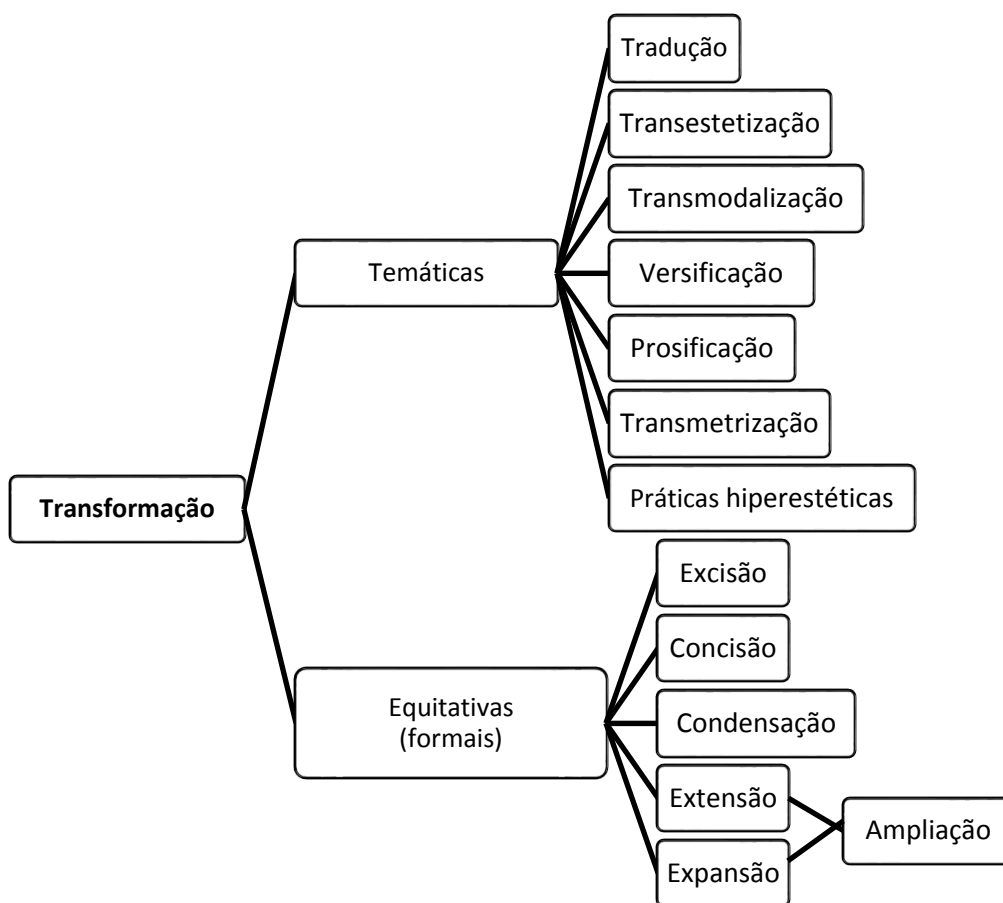 Tradução
Transestetização
Transmodalização
Temáticas
Versificação
Prosificação
Transmetrização
Práticas hiperestéticas
Transformação
Excisão
Concisão
Equitativas
(formais)
Condensação
Extensão
Ampliação
Expansão